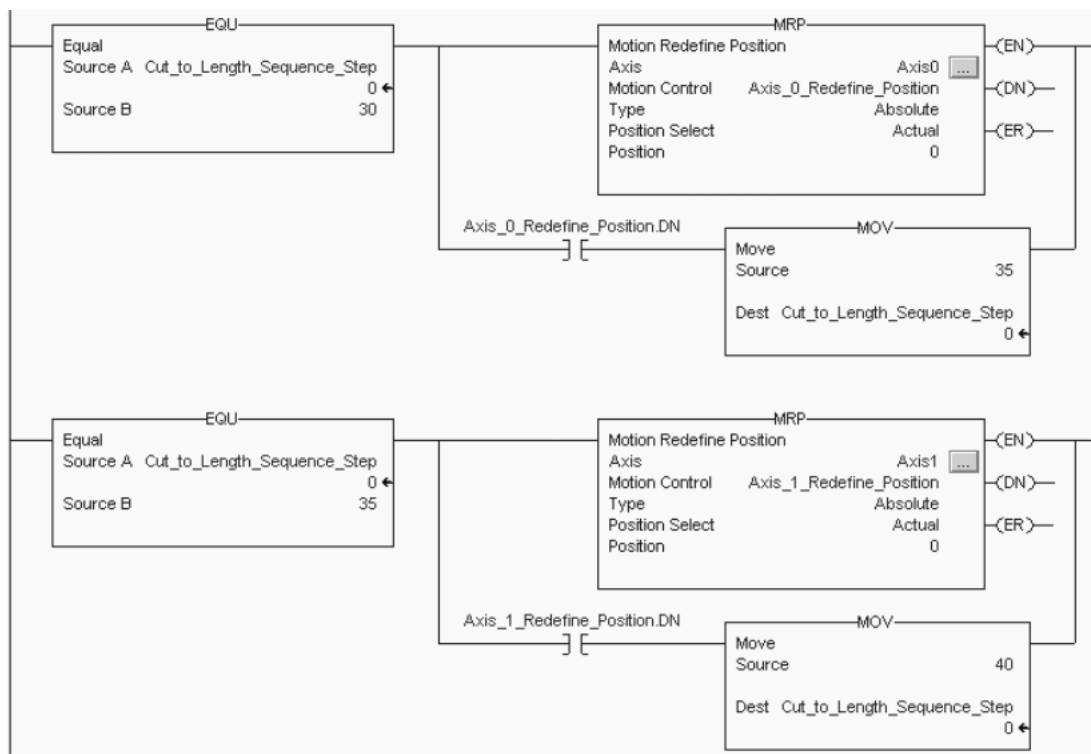 EQU
Equal
Source A Cut_to_Length_Sequence_Step
0
Source B 30
MRP
Motion Redefine Position
Axis Axis0 ...
Motion Control Axis_0_Redefine_Position
Type Absolute
Position Select Actual
Position 0
EN
DN
ER
Axis_0_Redefine_Position.DN
MOV
Move
Source 35
Dest Cut_to_Length_Sequence_Step
0
EQU
Equal
Source A Cut_to_Length_Sequence_Step
0
Source B 35
MRP
Motion Redefine Position
Axis Axis1 ...
Motion Control Axis_1_Redefine_Position
Type Absolute
Position Select Actual
Position 0
EN
DN
ER
Axis_1_Redefine_Position.DN
MOV
Move
Source 40
Dest Cut_to_Length_Sequence_Step
0